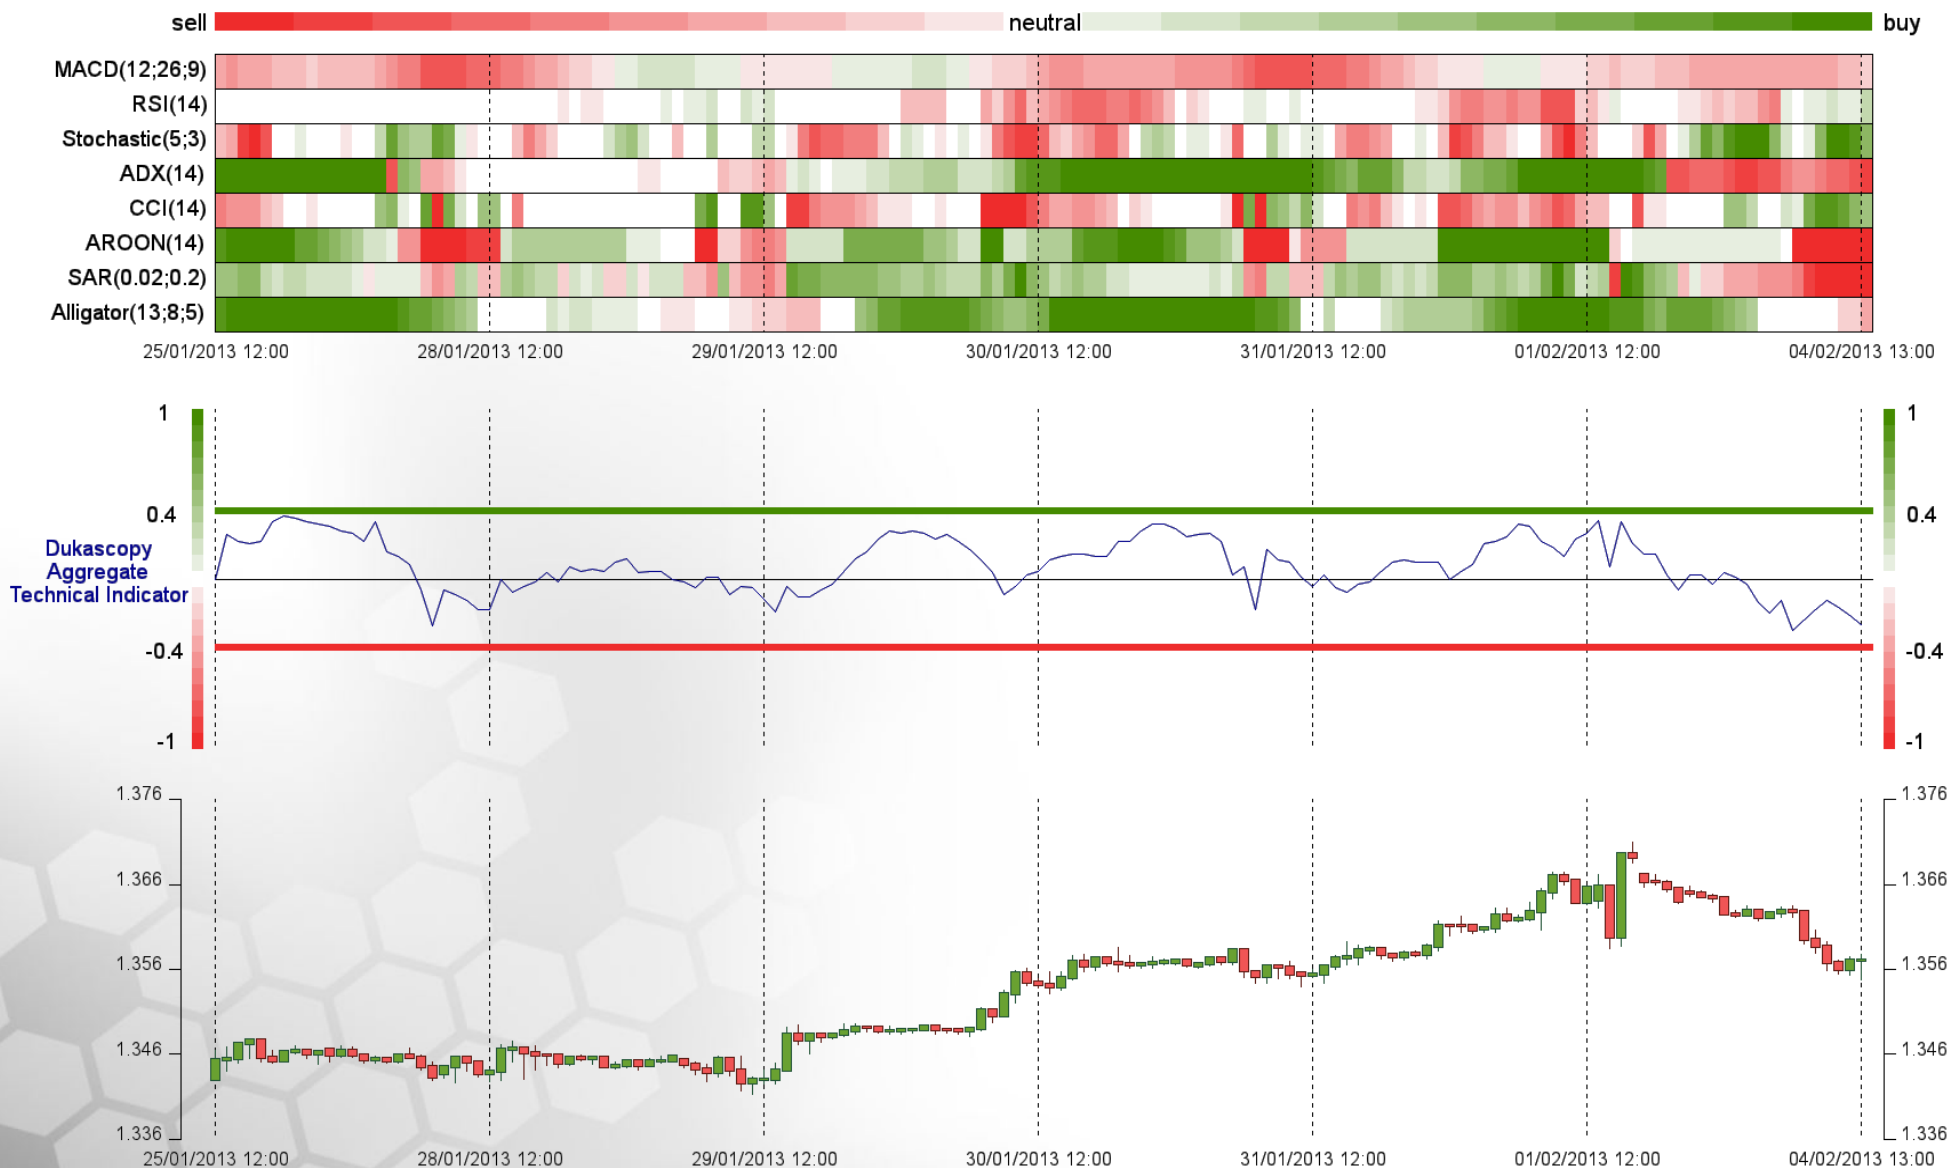 sell neutral buy
MACD(12;26;9)
RSI(14)
Stochastic(5;3)
ADX(14)
CCI(14)
AROON(14)
SAR(0.02;0.2)
Alligator(13;8;5)
25/01/2013 12:00 28/01/2013 12:00 29/01/2013 12:00 30/01/2013 12:00 31/01/2013 12:00 01/02/2013 12:00 04/02/2013 13:00
1 1
0.4 0.4
Dukascopy
Aggregate
Technical Indicator
-0.4 -0.4
-1 -1
1.376 1.376
1.366 1.366
1.356 1.356
1.346 1.346
1.336 1.336
25/01/2013 12:00 28/01/2013 12:00 29/01/2013 12:00 30/01/2013 12:00 31/01/2013 12:00 01/02/2013 12:00 04/02/2013 13:00